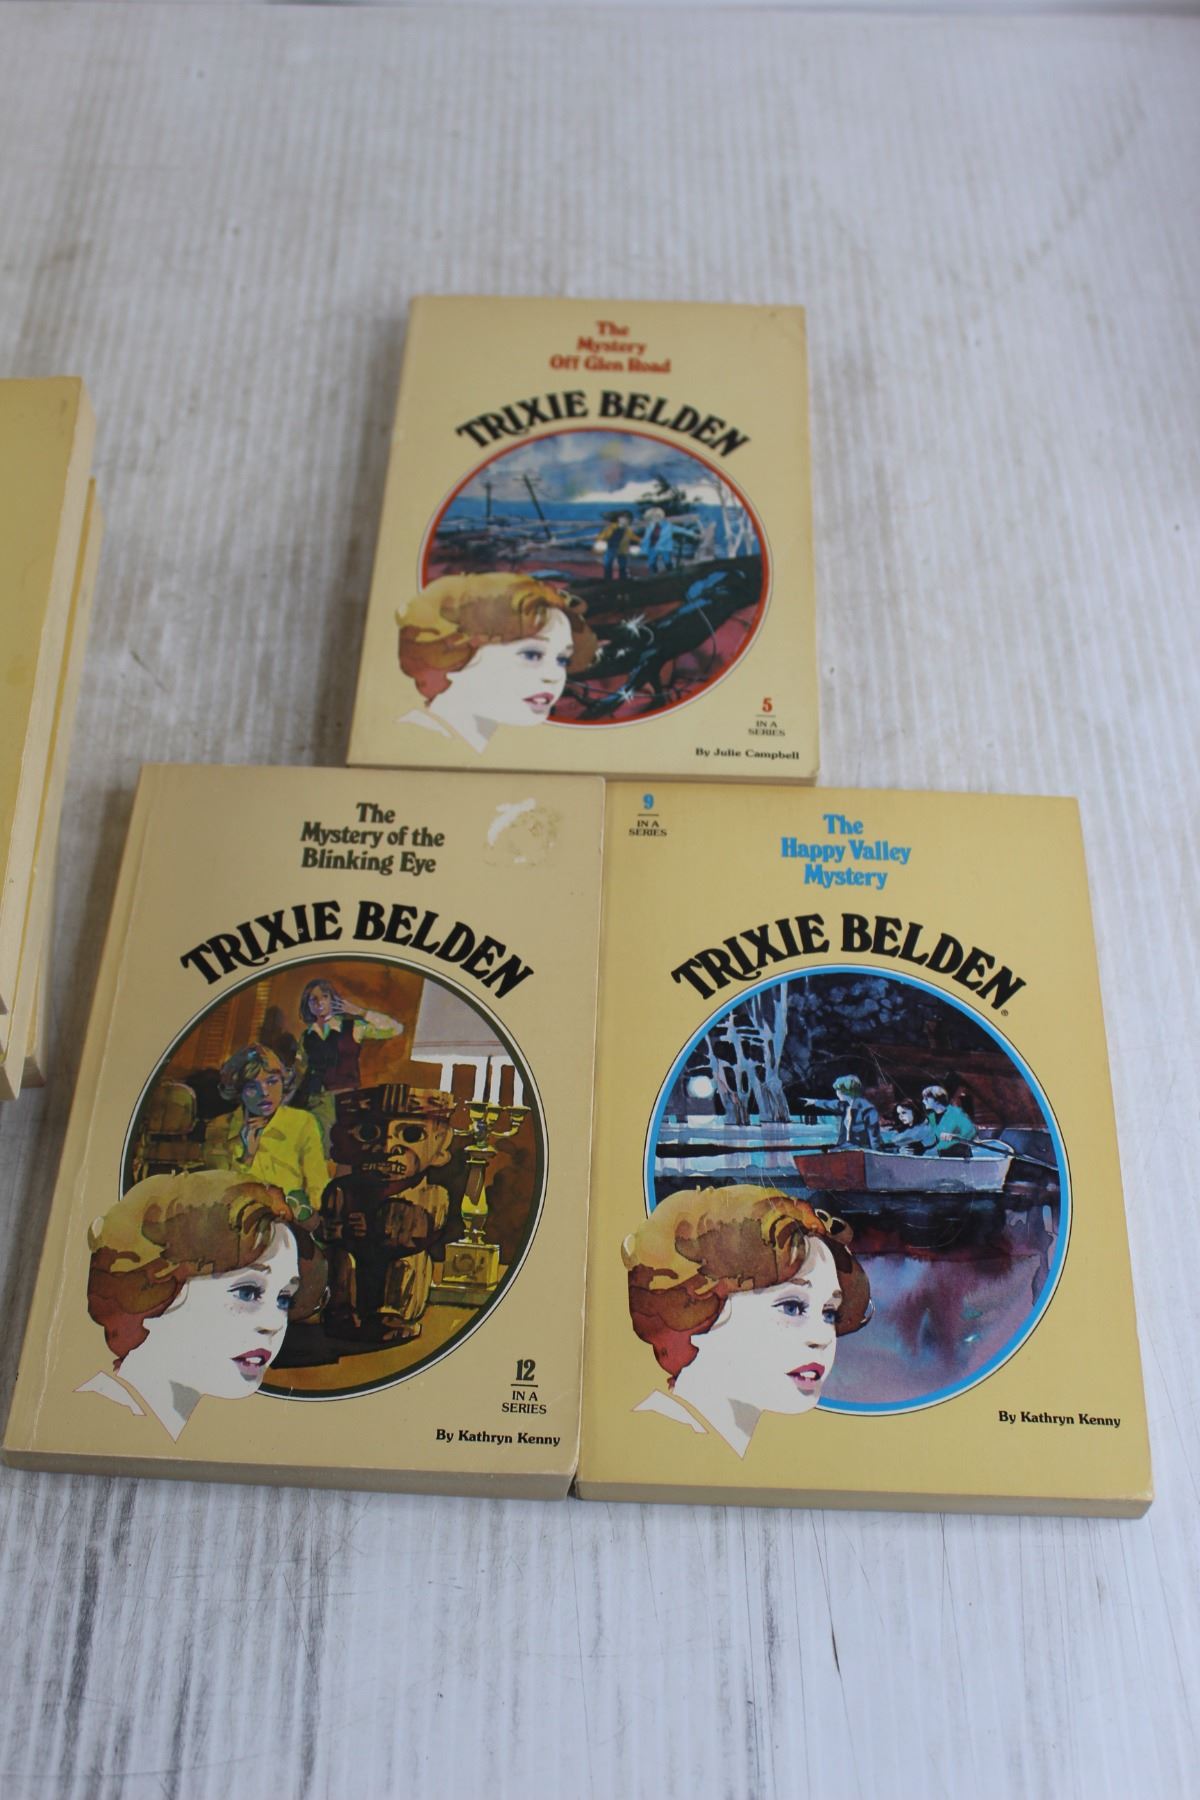 The
Mystery
Off Glen Road
TRIXIE BELDEN
5
IN A
SERIES
By Julie Campbell
The
Mystery of the
Blinking Eye
TRIXIE BELDEN
12
IN A
SERIES
By Kathryn Kenny
9
IN A
SERIES
The
Happy Valley
Mystery
TRIXIE BELDEN®
By Kathryn Kenny